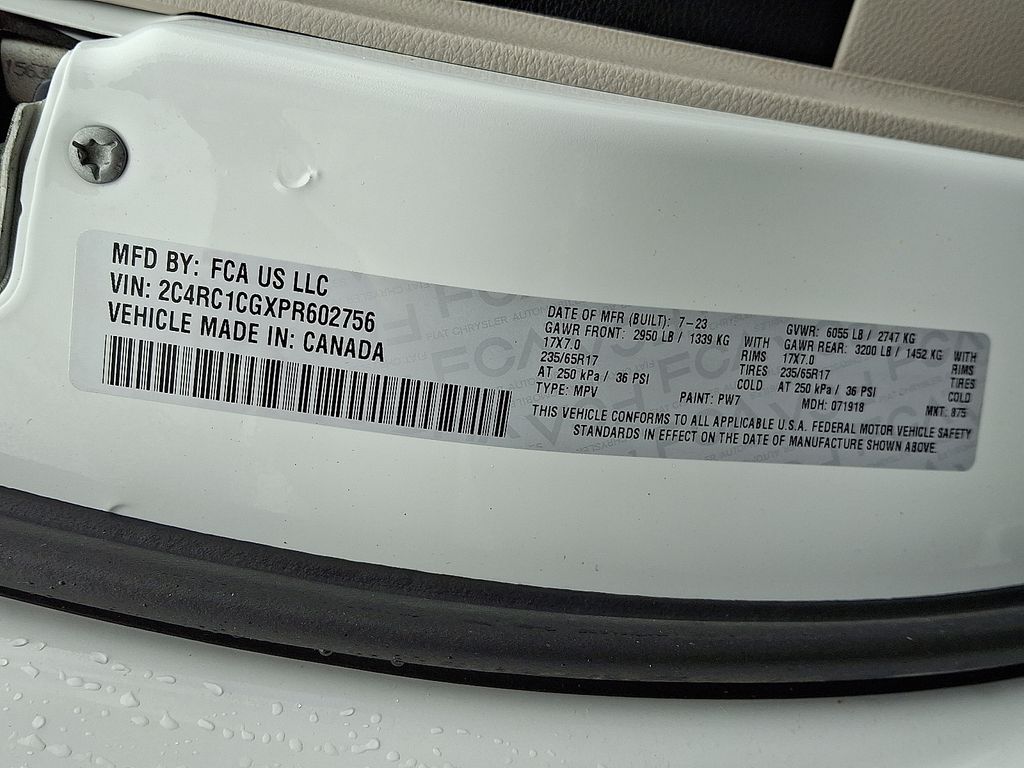 MFD BY: FCA US LLC
VIN: 2C4RC1CGXPR602756
VEHICLE MADE IN: CANADA
DATE OF MFR (BUILT): 7-23
GAWR FRONT: 2950 LB / 1339 KG WITH
17X7.0 RIMS
235/65R17 TIRES
AT 250 kPa / 36 PSI COLD
TYPE: MPV PAINT: PW7
GVWR: 6055 LB / 2747 KG
GAWR REAR: 3200 LB / 1452 KG WITH
17X7.0 RIMS
235/65R17 TIRES
AT 250 kPa / 36 PSI COLD
MDH: 071918 MKT: 875
THIS VEHICLE CONFORMS TO ALL APPLICABLE U.S.A. FEDERAL MOTOR VEHICLE SAFETY
STANDARDS IN EFFECT ON THE DATE OF MANUFACTURE SHOWN ABOVE.